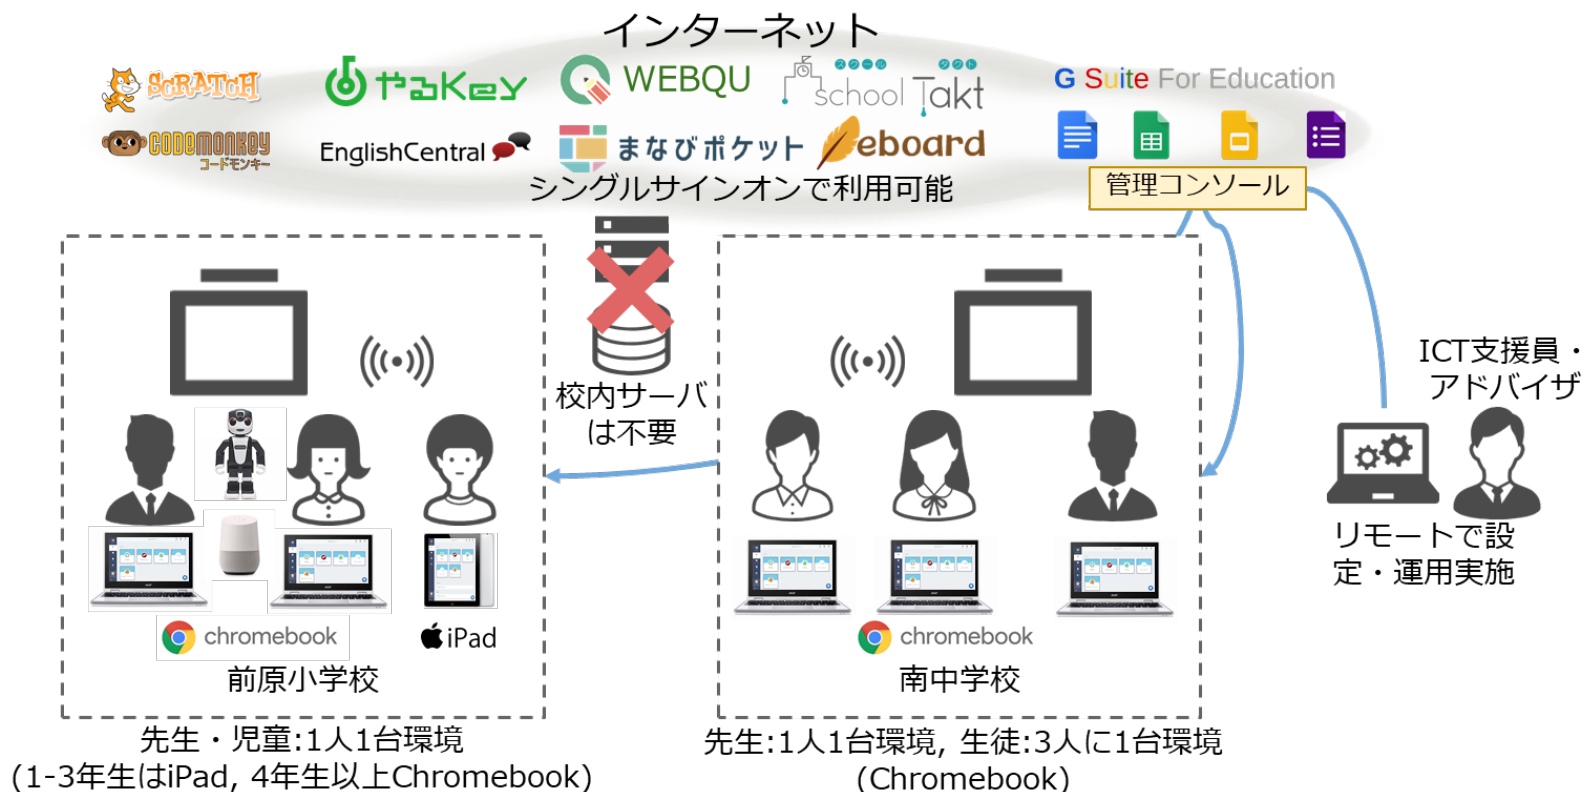 インターネット
SCRATCH
やるKey
WEBQU
スクール タクト
school Takt
G Suite For Education
CODEMONKEY
コードモンキー
EnglishCentral
まなびポケット
eboard
シングルサインオンで利用可能
管理コンソール
校内サーバ
は不要
ICT支援員・
アドバイザ
リモートで設
定・運用実施
chromebook
iPad
前原小学校
chromebook
南中学校
先生・児童:1人1台環境
(1-3年生はiPad, 4年生以上Chromebook)
先生:1人1台環境, 生徒:3人に1台環境
(Chromebook)